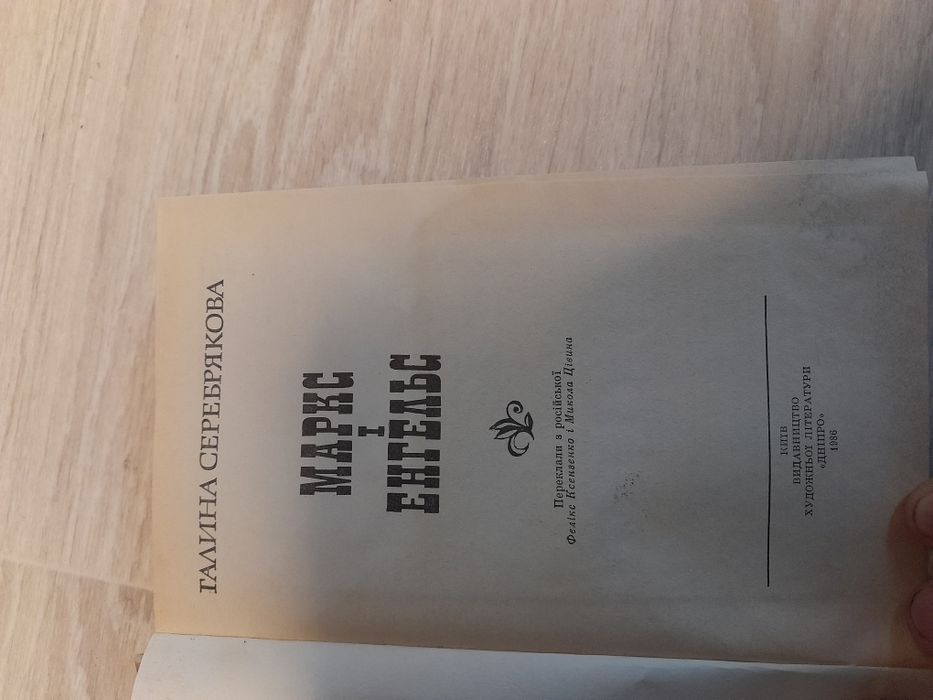 ГАЛИНА СЕРЕБРЯКОВА
МАРКС
І
ЕНГЕЛЬС
Переклали з російської
Фелікс Ксензенко і Микола Цівина
КИЇВ
ВИДАВНИЦТВО
ХУДОЖНЬОЇ ЛІТЕРАТУРИ
«ДНІПРО»
1986